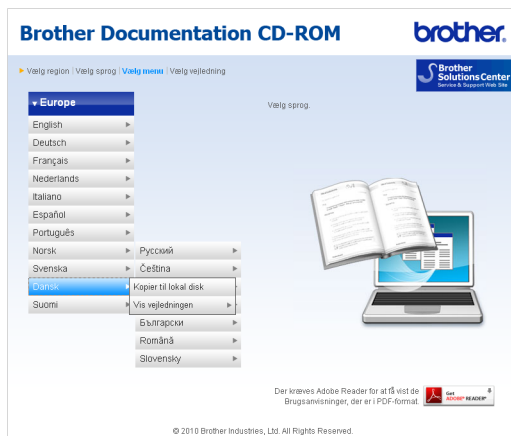 Brother Documentation CD-ROM
brother.
Vælg region | Vælg sprog | Vælg menu | Vælg vejledning
Brother
Solutions Center
Service & Support Web Site
Europe
Vælg sprog.
English
Deutsch
Français
Nederlands
Italiano
Español
Português
Norsk
Русский
Svenska
Čeština
Dansk
Kopier til lokal disk
Suomi
Vis vejledningen
Български
Română
Slovensky
Der kræves Adobe Reader for at få vist de
Brugsanvisninger, der er i PDF-format.
Get
ADOBE® READER®
© 2010 Brother Industries, Ltd. All Rights Reserved.